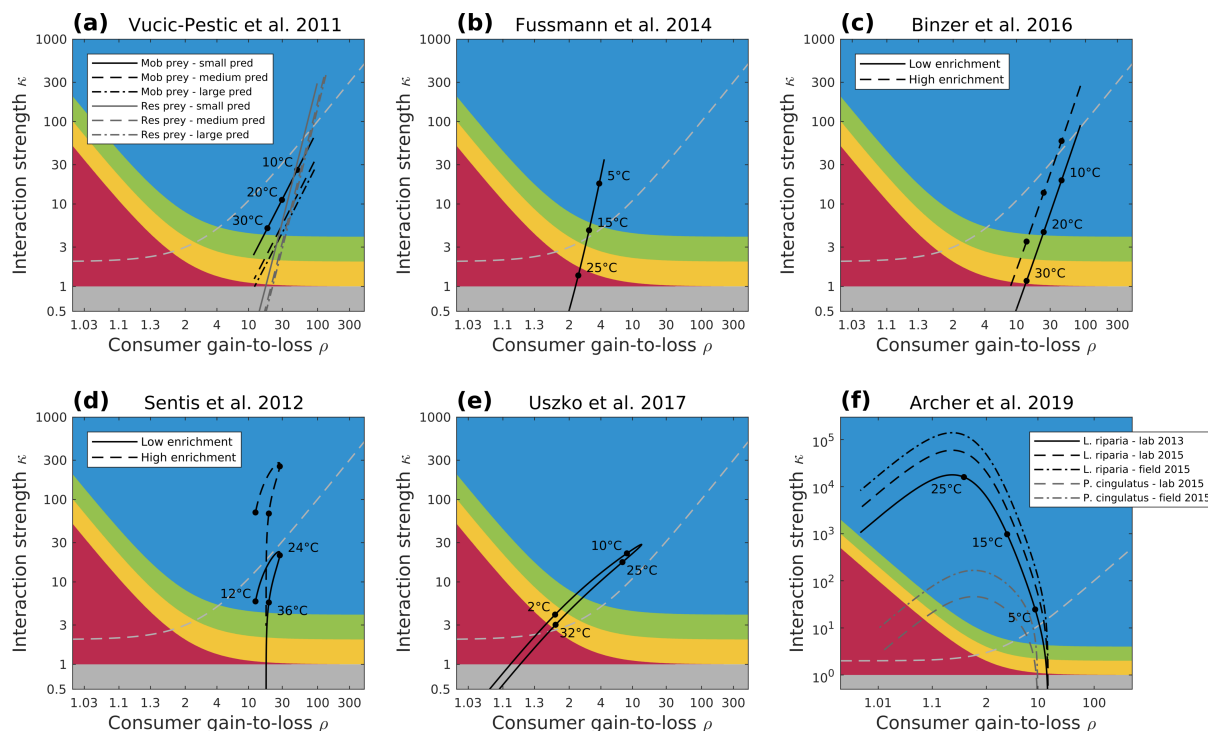 (a) Vucic-Pestic et al. 2011
Interaction strength κ
1000
300
100
30
10
3
1
0.5
Mob prey - small pred
Mob prey - medium pred
Mob prey - large pred
Res prey - small pred
Res prey - medium pred
Res prey - large pred
10°C
20°C
30°C
1.03 1.1 1.3 2 4 10 30 100 300
Consumer gain-to-loss ρ
(b) Fussmann et al. 2014
Interaction strength κ
1000
300
100
30
10
3
1
0.5
5°C
15°C
25°C
1.03 1.1 1.3 2 4 10 30 100 300
Consumer gain-to-loss ρ
(c) Binzer et al. 2016
Interaction strength κ
1000
300
100
30
10
3
1
0.5
Low enrichment
High enrichment
10°C
20°C
30°C
1.03 1.1 1.3 2 4 10 30 100 300
Consumer gain-to-loss ρ
(d) Sentis et al. 2012
Interaction strength κ
1000
300
100
30
10
3
1
0.5
Low enrichment
High enrichment
24°C
12°C
36°C
1.03 1.1 1.3 2 4 10 30 100 300
Consumer gain-to-loss ρ
(e) Uszko et al. 2017
Interaction strength κ
1000
300
100
30
10
3
1
0.5
10°C
25°C
2°C
32°C
1.03 1.1 1.3 2 4 10 30 100 300
Consumer gain-to-loss ρ
(f) Archer et al. 2019
Interaction strength κ
10⁵
10⁴
10³
10²
10¹
10⁰
L. riparia - lab 2013
L. riparia - lab 2015
L. riparia - field 2015
P. cingulatus - lab 2015
P. cingulatus - field 2015
25°C
15°C
5°C
1.01 1.1 2 10 100
Consumer gain-to-loss ρ